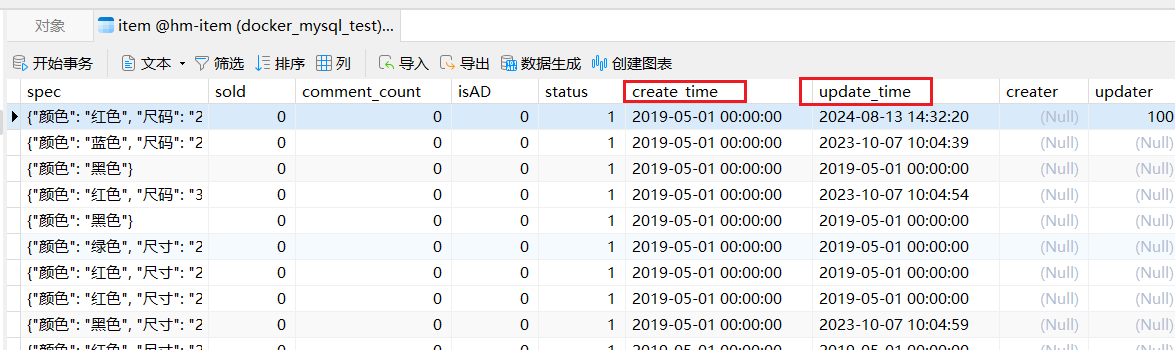 对象 item @hm-item (docker_mysql_test)...
开始事务 文本 筛选 排序 列 导入 导出 数据生成 创建图表
spec sold comment_count isAD status create_time update_time creater updater
{"颜色": "红色", "尺码": "2 0 0 0 1 2019-05-01 00:00:00 2024-08-13 14:32:20 (Null) 100
{"颜色": "蓝色", "尺码": "2 0 0 0 1 2019-05-01 00:00:00 2023-10-07 10:04:39 (Null) (Null)
{"颜色": "黑色"} 0 0 0 1 2019-05-01 00:00:00 2019-05-01 00:00:00 (Null) (Null)
{"颜色": "红色", "尺码": "3 0 0 0 1 2019-05-01 00:00:00 2023-10-07 10:04:54 (Null) (Null)
{"颜色": "黑色"} 0 0 0 1 2019-05-01 00:00:00 2019-05-01 00:00:00 (Null) (Null)
{"颜色": "绿色", "尺寸": "2 0 0 0 1 2019-05-01 00:00:00 2019-05-01 00:00:00 (Null) (Null)
{"颜色": "红色", "尺寸": "2 0 0 0 1 2019-05-01 00:00:00 2019-05-01 00:00:00 (Null) (Null)
{"颜色": "红色", "尺寸": "2 0 0 0 1 2019-05-01 00:00:00 2019-05-01 00:00:00 (Null) (Null)
{"颜色": "黑色", "尺寸": "2 0 0 0 1 2019-05-01 00:00:00 2023-10-07 10:04:59 (Null) (Null)